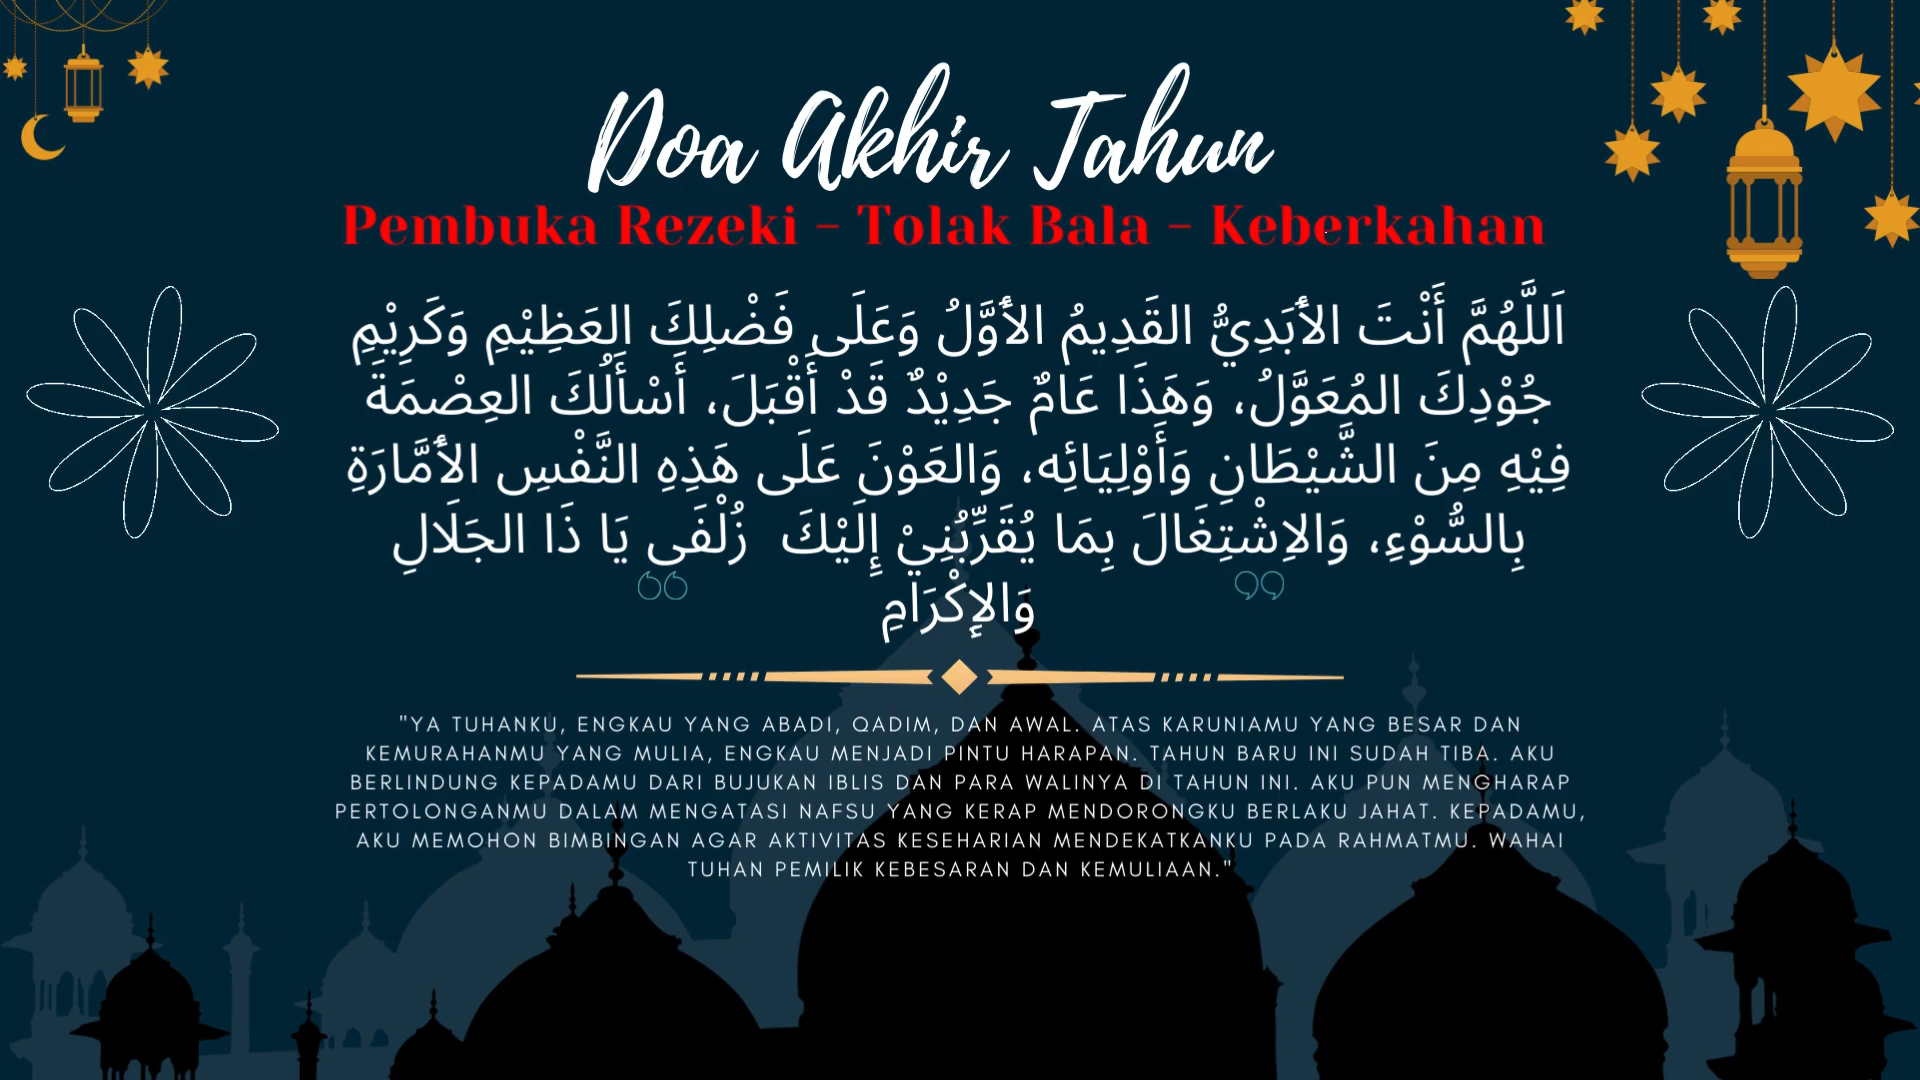 Doa Akhir Tahun
Pembuka Rezeki - Tolak Bala - Keberkahan
اَللَّهُمَّ أَنْتَ الأَبَدِيُّ القَدِيمُ الأَوَّلُ وَعَلَى فَضْلِكَ العَظِيْمِ وَكَرِيْمِ
جُوْدِكَ المُعَوَّلُ، وَهَذَا عَامٌ جَدِيْدٌ قَدْ أَقْبَلَ، أَسْأَلُكَ العِصْمَةَ
فِيْهِ مِنَ الشَّيْطَانِ وَأَوْلِيَائِه، وَالعَوْنَ عَلَى هَذِهِ النَّفْسِ الأَمَّارَةِ
بِالسُّوْءِ، وَالاِشْتِغَالَ بِمَا يُقَرِّبُنِيْ إِلَيْكَ زُلْفَى يَا ذَا الجَلَالِ
وَالإِكْرَامِ
"YA TUHANKU, ENGKAU YANG ABADI, QADIM, DAN AWAL. ATAS KARUNIAMU YANG BESAR DAN
KEMURAHANMU YANG MULIA, ENGKAU MENJADI PINTU HARAPAN. TAHUN BARU INI SUDAH TIBA. AKU
BERLINDUNG KEPADAMU DARI BUJUKAN IBLIS DAN PARA WALINYA DI TAHUN INI. AKU PUN MENGHARAP
PERTOLONGANMU DALAM MENGATASI NAFSU YANG KERAP MENDORONGKU BERLAKU JAHAT. KEPADAMU,
AKU MEMOHON BIMBINGAN AGAR AKTIVITAS KESEHARIAN MENDEKATKANKU PADA RAHMATMU. WAHAI
TUHAN PEMILIK KEBESARAN DAN KEMULIAAN."